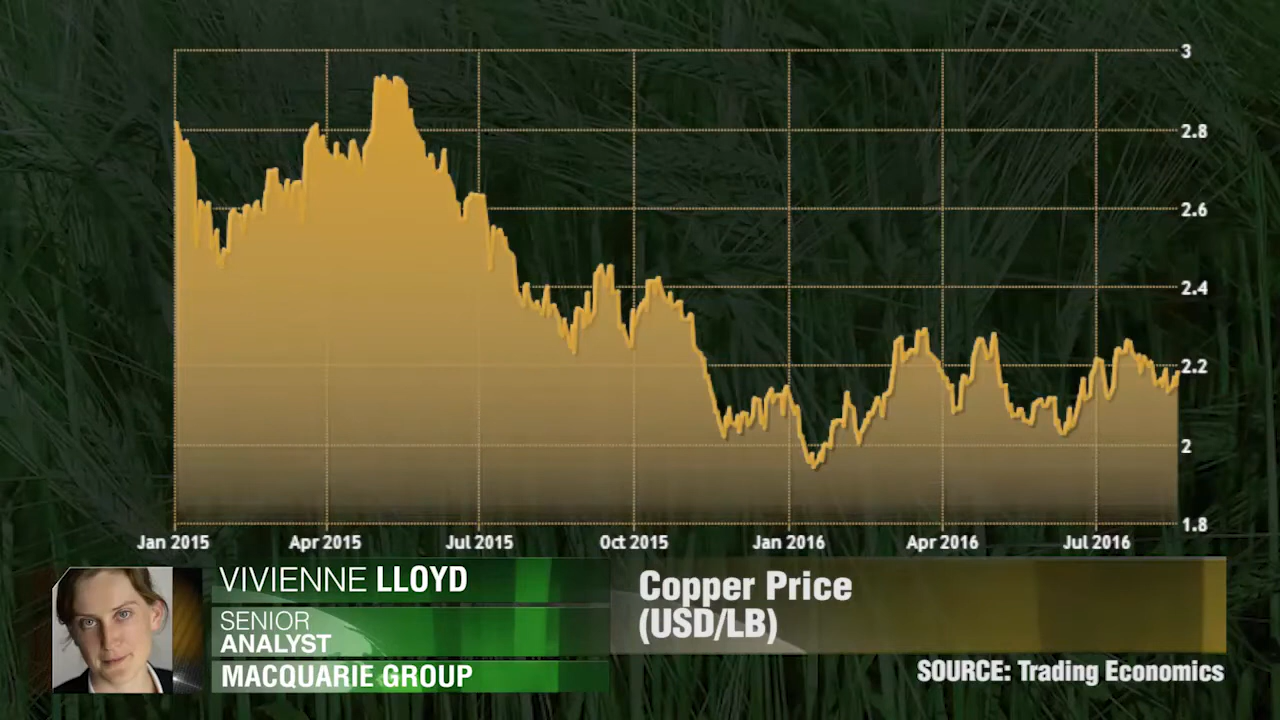 3
2.8
2.6
2.4
2.2
2
1.8
Jan 2015 Apr 2015 Jul 2015 Oct 2015 Jan 2016 Apr 2016 Jul 2016
VIVIENNE LLOYD
SENIOR
ANALYST
MACQUARIE GROUP
Copper Price
(USD/LB)
SOURCE: Trading Economics